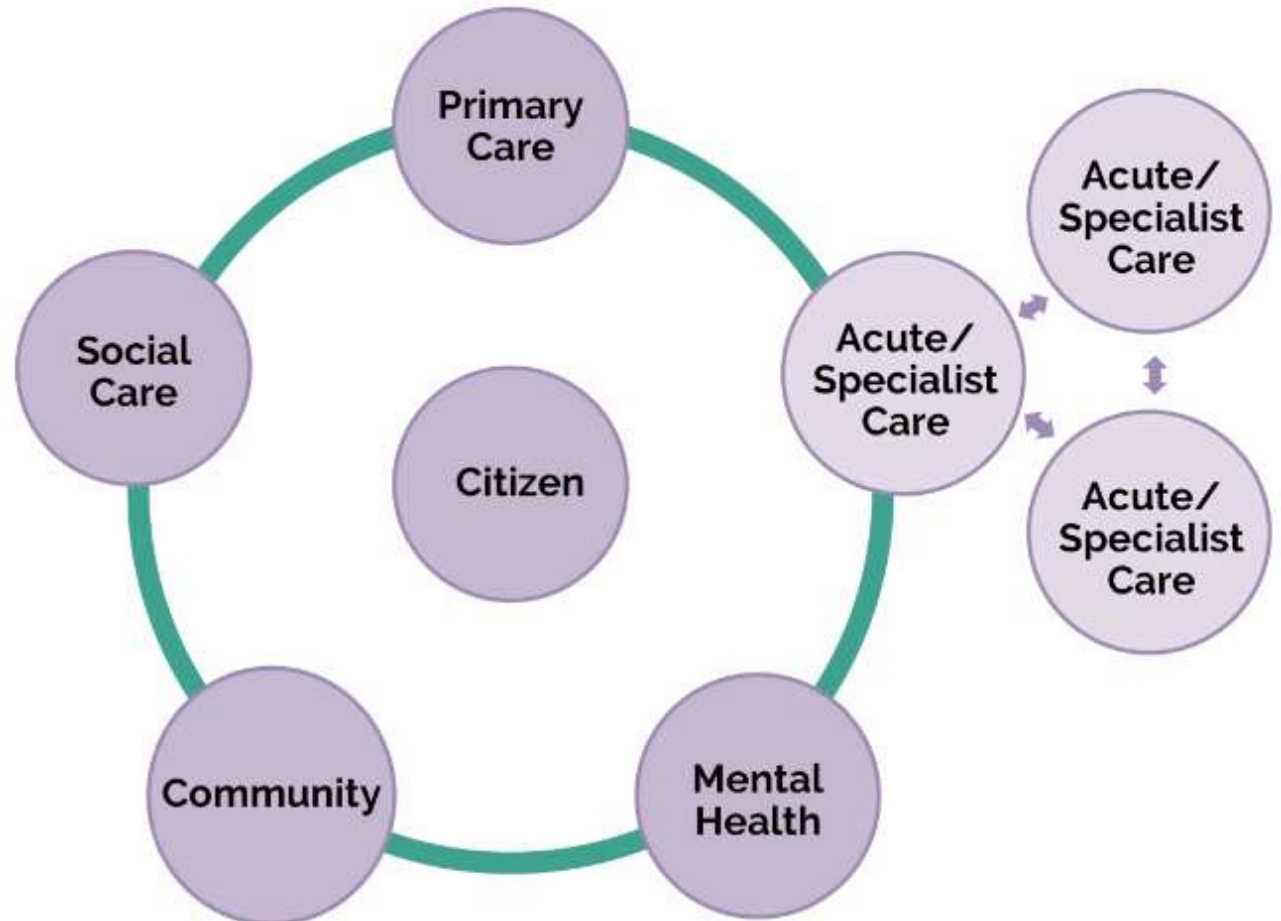 Primary
Care
Acute/
Specialist
Care
Social
Care
Acute/
Specialist
Care
Citizen
Acute/
Specialist
Care
Community
Mental
Health